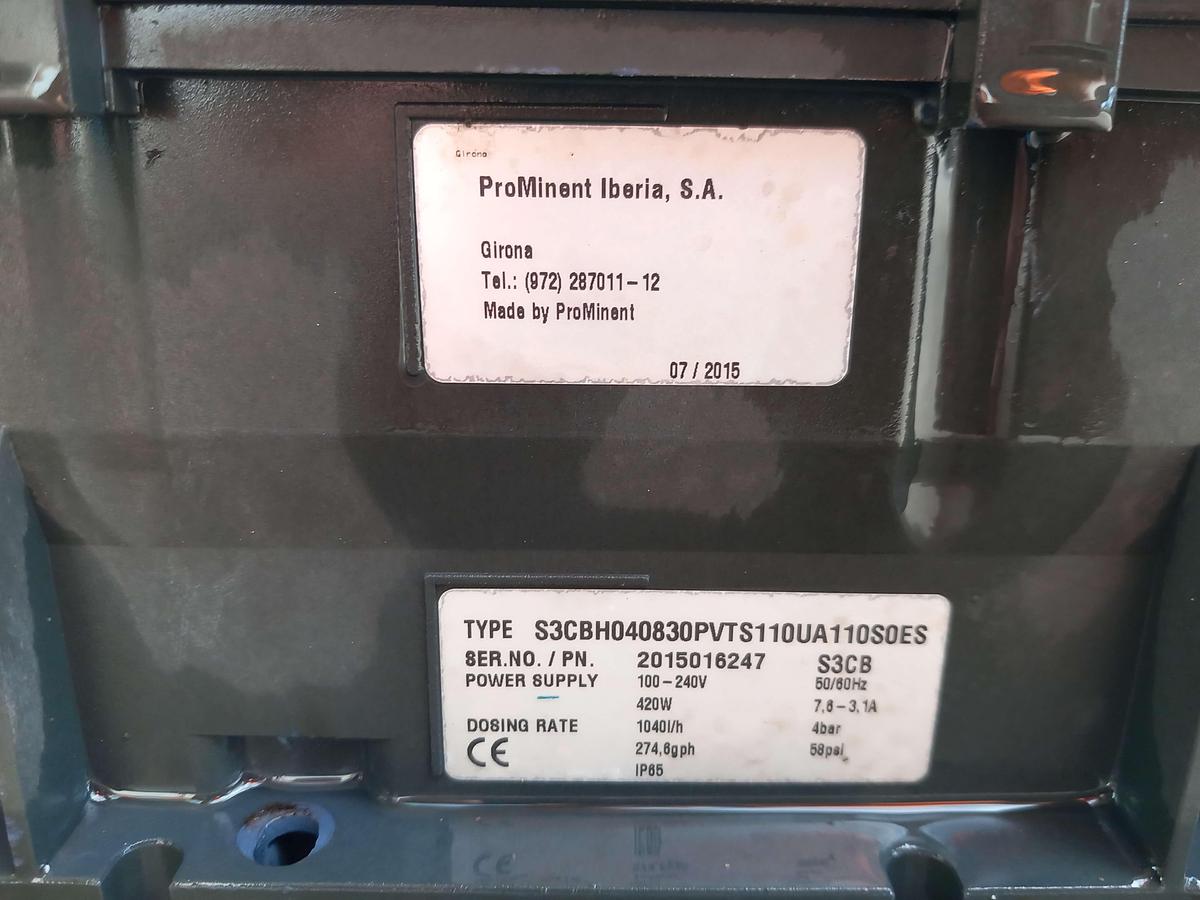 Girona
ProMinent Iberia, S.A.
Girona
Tel.: (972) 287011-12
Made by ProMinent
07 / 2015
TYPE S3CBH040830PVTS110UA110S0ES
SER.NO. / PN. 2015016247 S3CB
POWER SUPPLY 100-240V 50/60Hz
420W 7,6-3,1A
DOSING RATE 1040l/h 4bar
CE 274,6gph 58psi
IP65